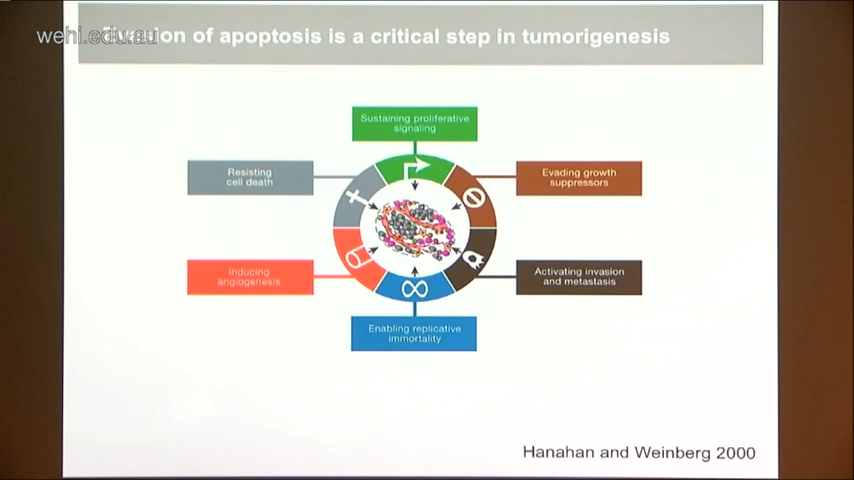 wehi.edu.au
Evasion of apoptosis is a critical step in tumorigenesis
Sustaining proliferative
signaling
Resisting
cell death
Evading growth
suppressors
Inducing
angiogenesis
Activating invasion
and metastasis
Enabling replicative
immortality
Hanahan and Weinberg 2000